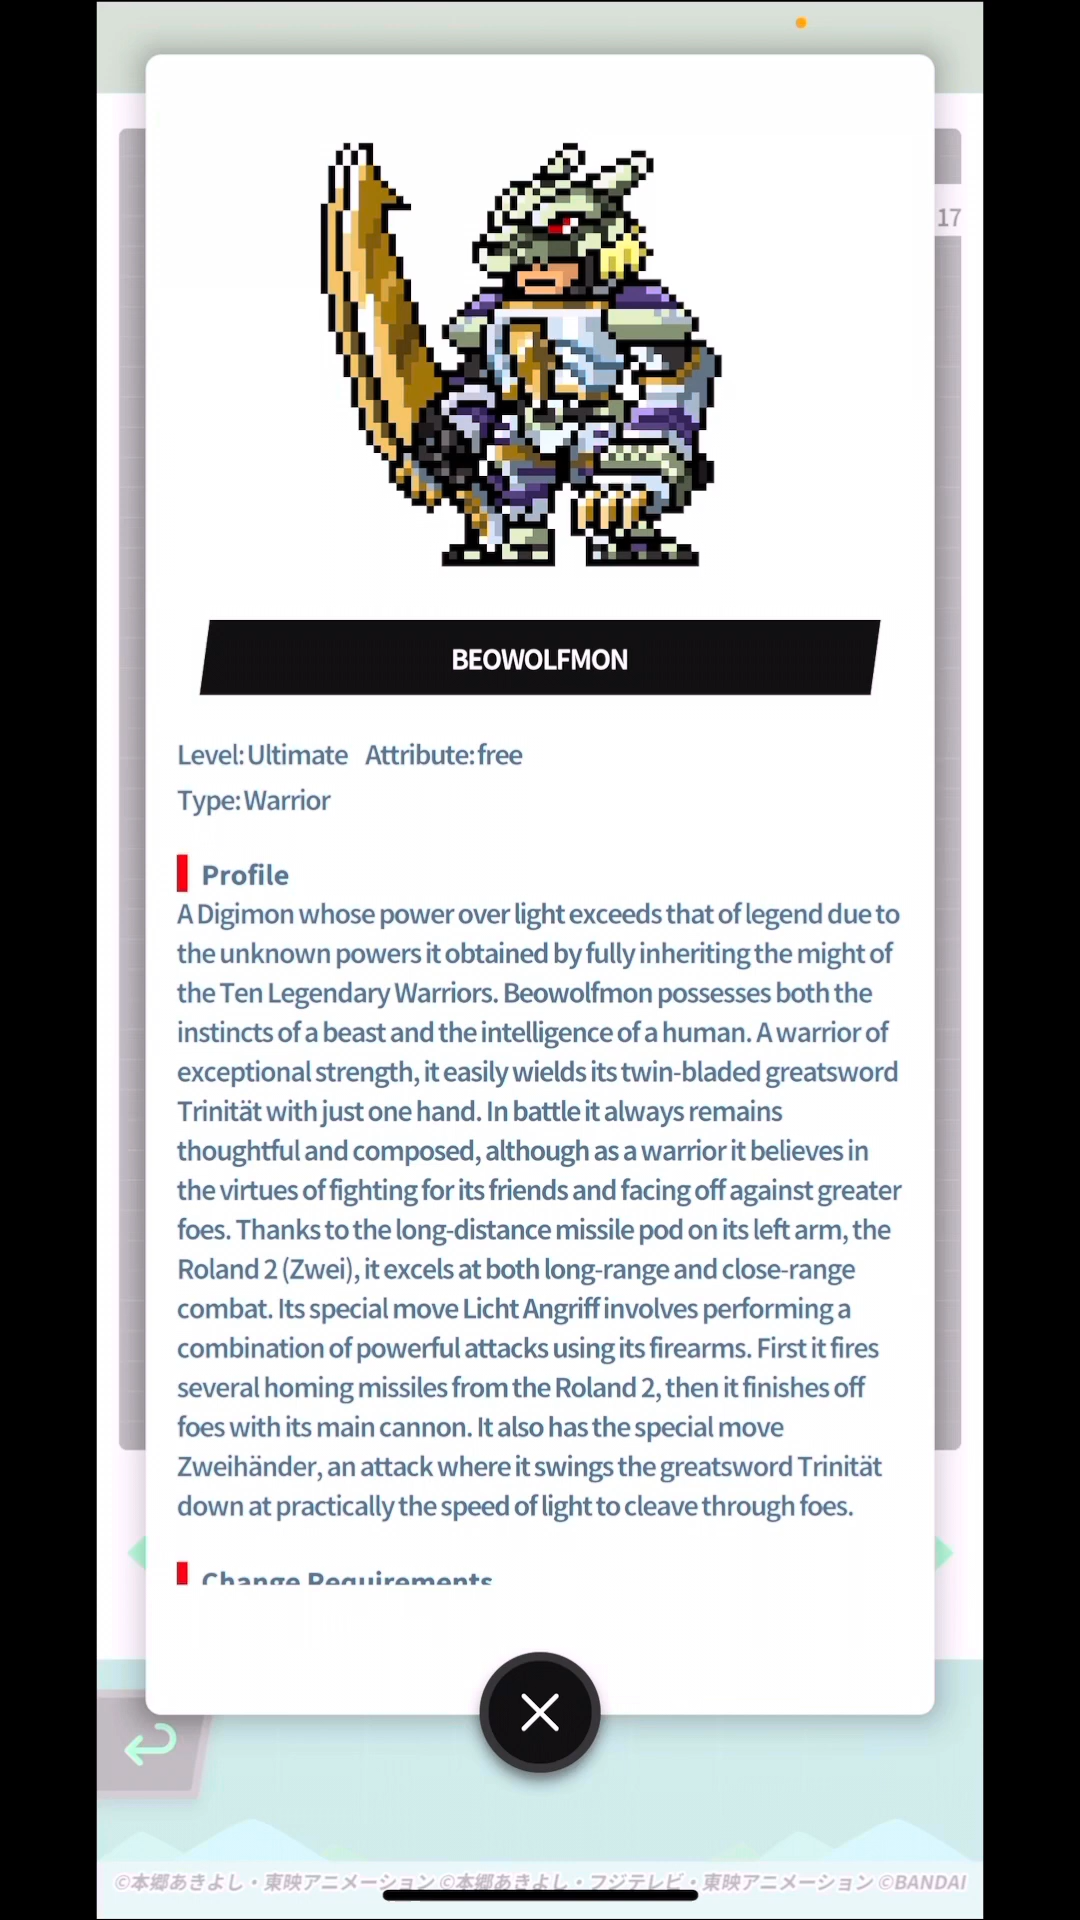 17
BEOWOLFMON
Level:Ultimate Attribute:free
Type:Warrior
Profile
A Digimon whose power over light exceeds that of legend due to
the unknown powers it obtained by fully inheriting the might of
the Ten Legendary Warriors. Beowolfmon possesses both the
instincts of a beast and the intelligence of a human. A warrior of
exceptional strength, it easily wields its twin-bladed greatsword
Trinität with just one hand. In battle it always remains
thoughtful and composed, although as a warrior it believes in
the virtues of fighting for its friends and facing off against greater
foes. Thanks to the long-distance missile pod on its left arm, the
Roland 2 (Zwei), it excels at both long-range and close-range
combat. Its special move Licht Angriff involves performing a
combination of powerful attacks using its firearms. First it fires
several homing missiles from the Roland 2, then it finishes off
foes with its main cannon. It also has the special move
Zweihänder, an attack where it swings the greatsword Trinität
down at practically the speed of light to cleave through foes.
Change Requirements
©本郷あきよし・東映アニメーション ©本郷あきよし・フジテレビ・東映アニメーション ©BANDAI